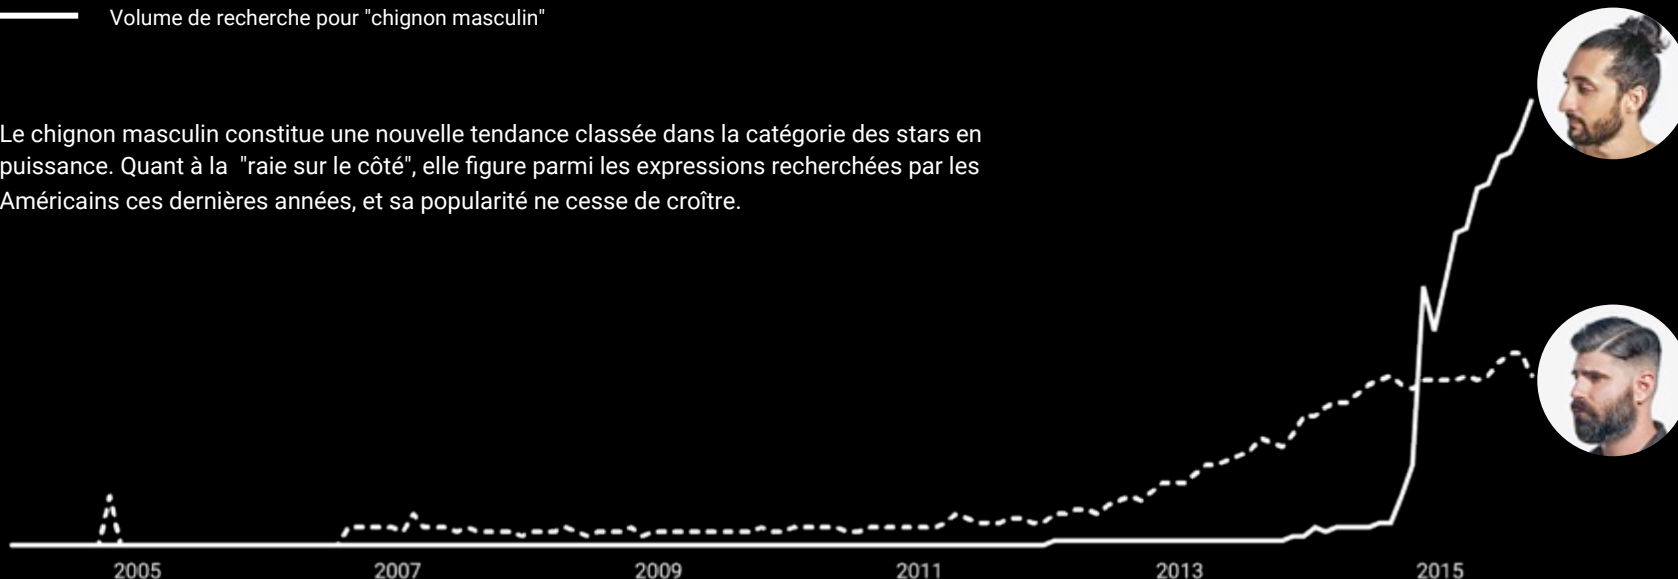 Volume de recherche pour "chignon masculin"
Le chignon masculin constitue une nouvelle tendance classée dans la catégorie des stars en
puissance. Quant à la  "raie sur le côté", elle figure parmi les expressions recherchées par les
Américains ces dernières années, et sa popularité ne cesse de croître.
2005 2007 2009 2011 2013 2015